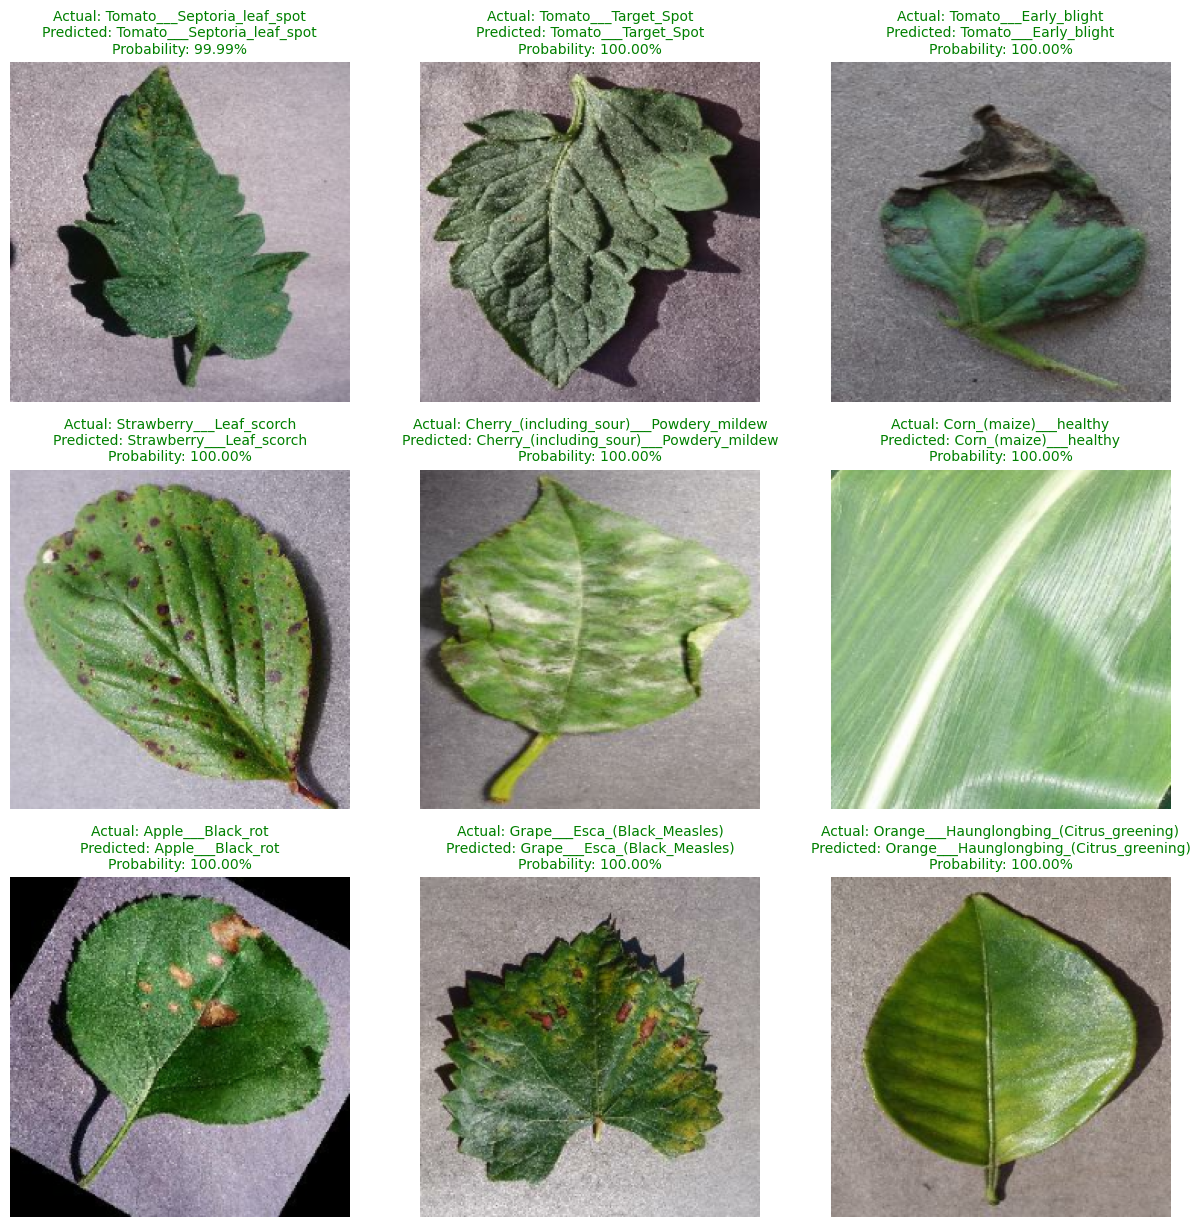 Actual: Tomato___Septoria_leaf_spot
Predicted: Tomato___Septoria_leaf_spot
Probability: 99.99%
Actual: Tomato___Target_Spot
Predicted: Tomato___Target_Spot
Probability: 100.00%
Actual: Tomato___Early_blight
Predicted: Tomato___Early_blight
Probability: 100.00%
Actual: Strawberry___Leaf_scorch
Predicted: Strawberry___Leaf_scorch
Probability: 100.00%
Actual: Cherry_(including_sour)___Powdery_mildew
Predicted: Cherry_(including_sour)___Powdery_mildew
Probability: 100.00%
Actual: Corn_(maize)___healthy
Predicted: Corn_(maize)___healthy
Probability: 100.00%
Actual: Apple___Black_rot
Predicted: Apple___Black_rot
Probability: 100.00%
Actual: Grape___Esca_(Black_Measles)
Predicted: Grape___Esca_(Black_Measles)
Probability: 100.00%
Actual: Orange___Haunglongbing_(Citrus_greening)
Predicted: Orange___Haunglongbing_(Citrus_greening)
Probability: 100.00%